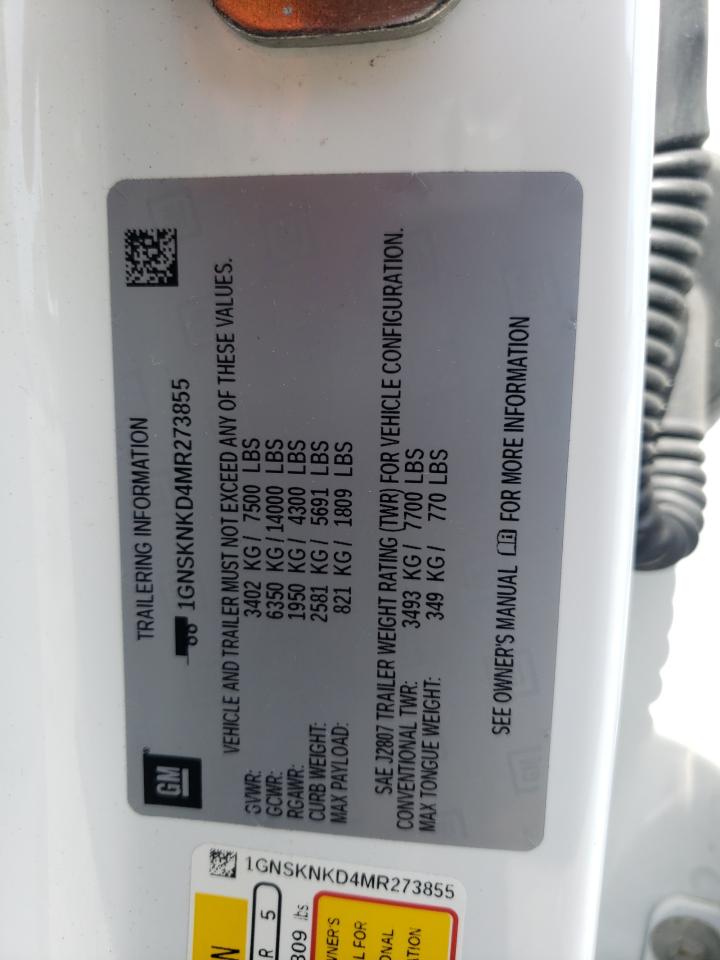 TRAILERING INFORMATION
GM
1GNSKNKD4MR273855
VEHICLE AND TRAILER MUST NOT EXCEED ANY OF THESE VALUES.
GVWR: 3402 KG/ 7500 LBS
GCWR: 6350 KG/14000 LBS
RGAWR: 1950 KG/ 4300 LBS
CURB WEIGHT: 2581 KG/ 5691 LBS
MAX PAYLOAD: 821 KG/ 1809 LBS
SAE J2807 TRAILER WEIGHT RATING (TWR) FOR VEHICLE CONFIGURATION.
CONVENTIONAL TWR: 3493 KG/ 7700 LBS
MAX TONGUE WEIGHT: 349 KG/ 770 LBS
SEE OWNER'S MANUAL FOR MORE INFORMATION
1GNSKNKD4MR273855
N
R 5
lbs